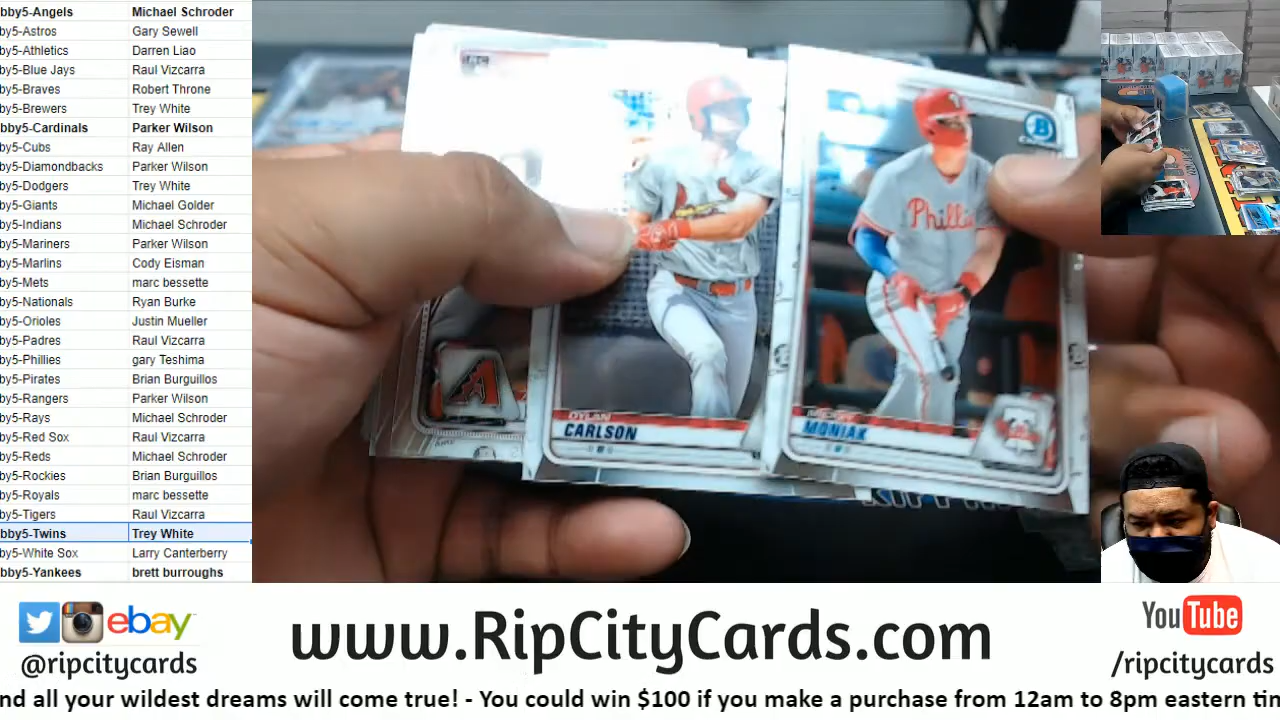 bby5-Angels Michael Schroder
by5-Astros Gary Sewell
by5-Athletics Darren Liao
by5-Blue Jays Raul Vizcarra
by5-Braves Robert Throne
by5-Brewers Trey White
bby5-Cardinals Parker Wilson
by5-Cubs Ray Allen
by5-Diamondbacks Parker Wilson
by5-Dodgers Trey White
by5-Giants Michael Golder
by5-Indians Michael Schroder
by5-Mariners Parker Wilson
by5-Marlins Cody Eisman
by5-Mets marc bessette
by5-Nationals Ryan Burke
by5-Orioles Justin Mueller
by5-Padres Raul Vizcarra
by5-Phillies gary Teshima
by5-Pirates Brian Burguillos
by5-Rangers Parker Wilson
by5-Rays Michael Schroder
by5-Red Sox Raul Vizcarra
by5-Reds Michael Schroder
by5-Rockies Brian Burguillos
by5-Royals marc bessette
by5-Tigers Raul Vizcarra
bby5-Twins Trey White
by5-White Sox Larry Canterberry
bby5-Yankees brett burroughs
DYLAN
CARLSON
B
Phillies
MICKEY
MONIAK
ebay
@ripcitycards
www.RipCityCards.com
YouTube
/ripcitycards
nd all your wildest dreams will come true! - You could win $100 if you make a purchase from 12am to 8pm eastern tin